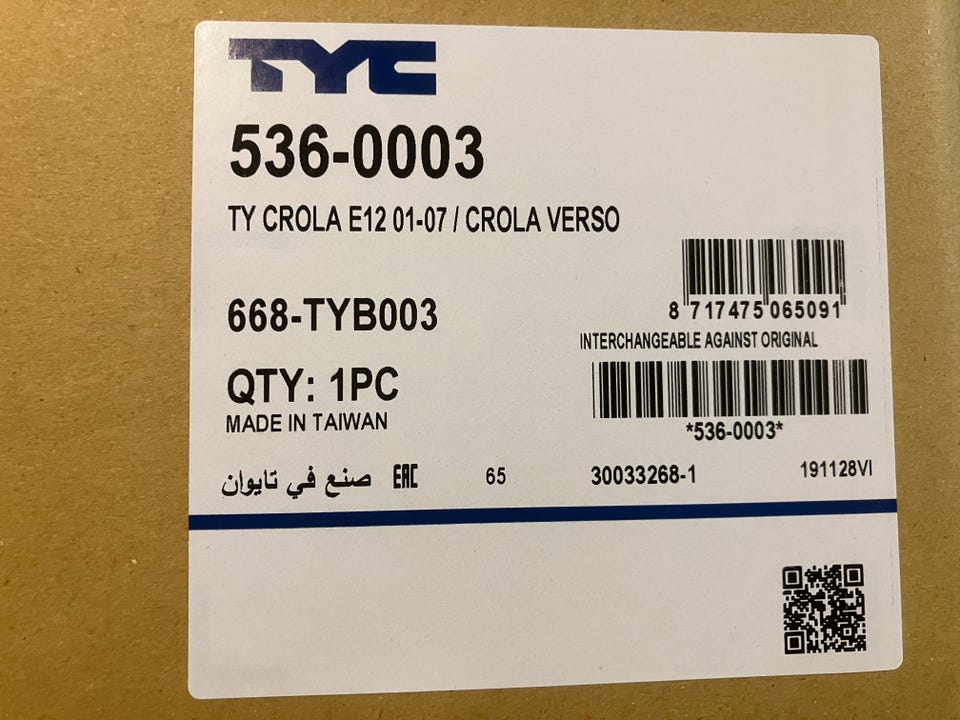 TYC
536-0003
TY CROLA E12 01-07 / CROLA VERSO
668-TYB003
8 717475 065091
INTERCHANGEABLE AGAINST ORIGINAL
QTY: 1PC
MADE IN TAIWAN
*536-0003*
صنع في تايوان EAC 65 30033268-1 191128VI